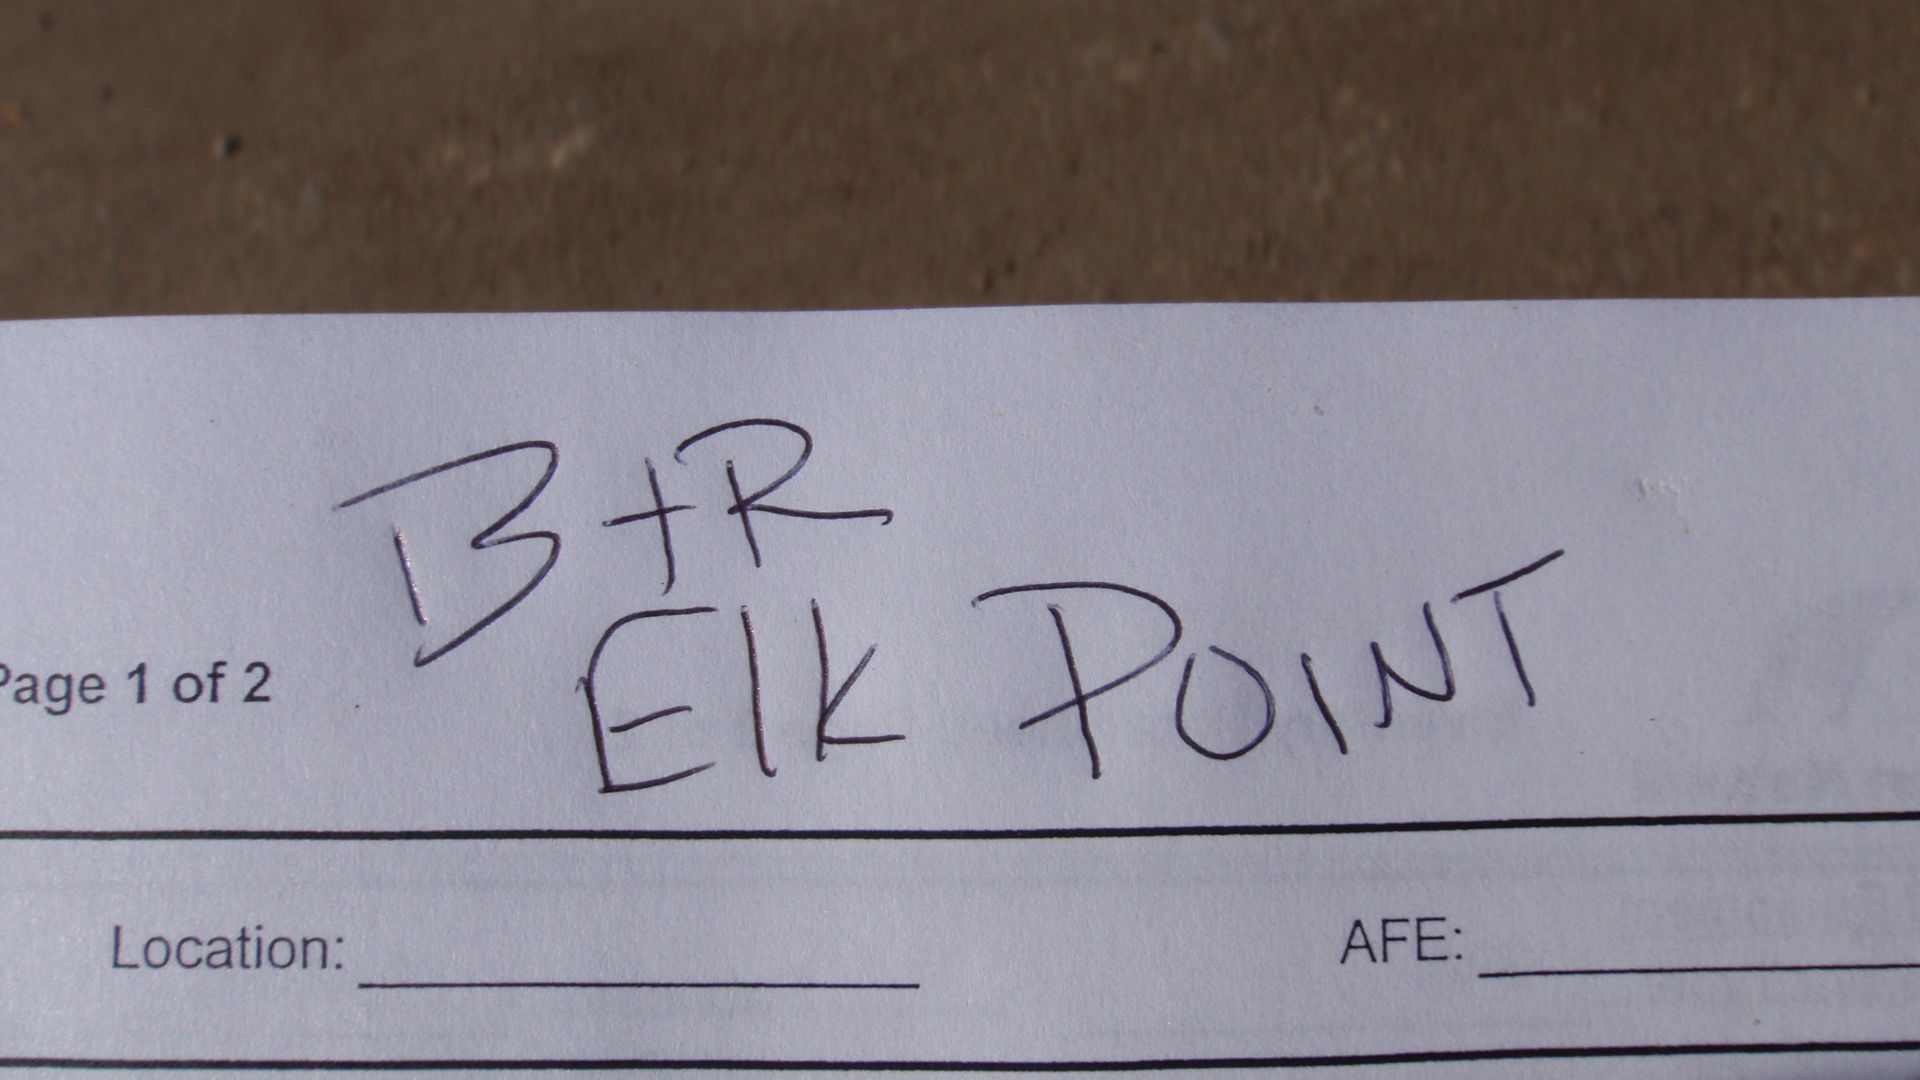 B+R
Elk POINT
Page 1 of 2
Location: AFE: